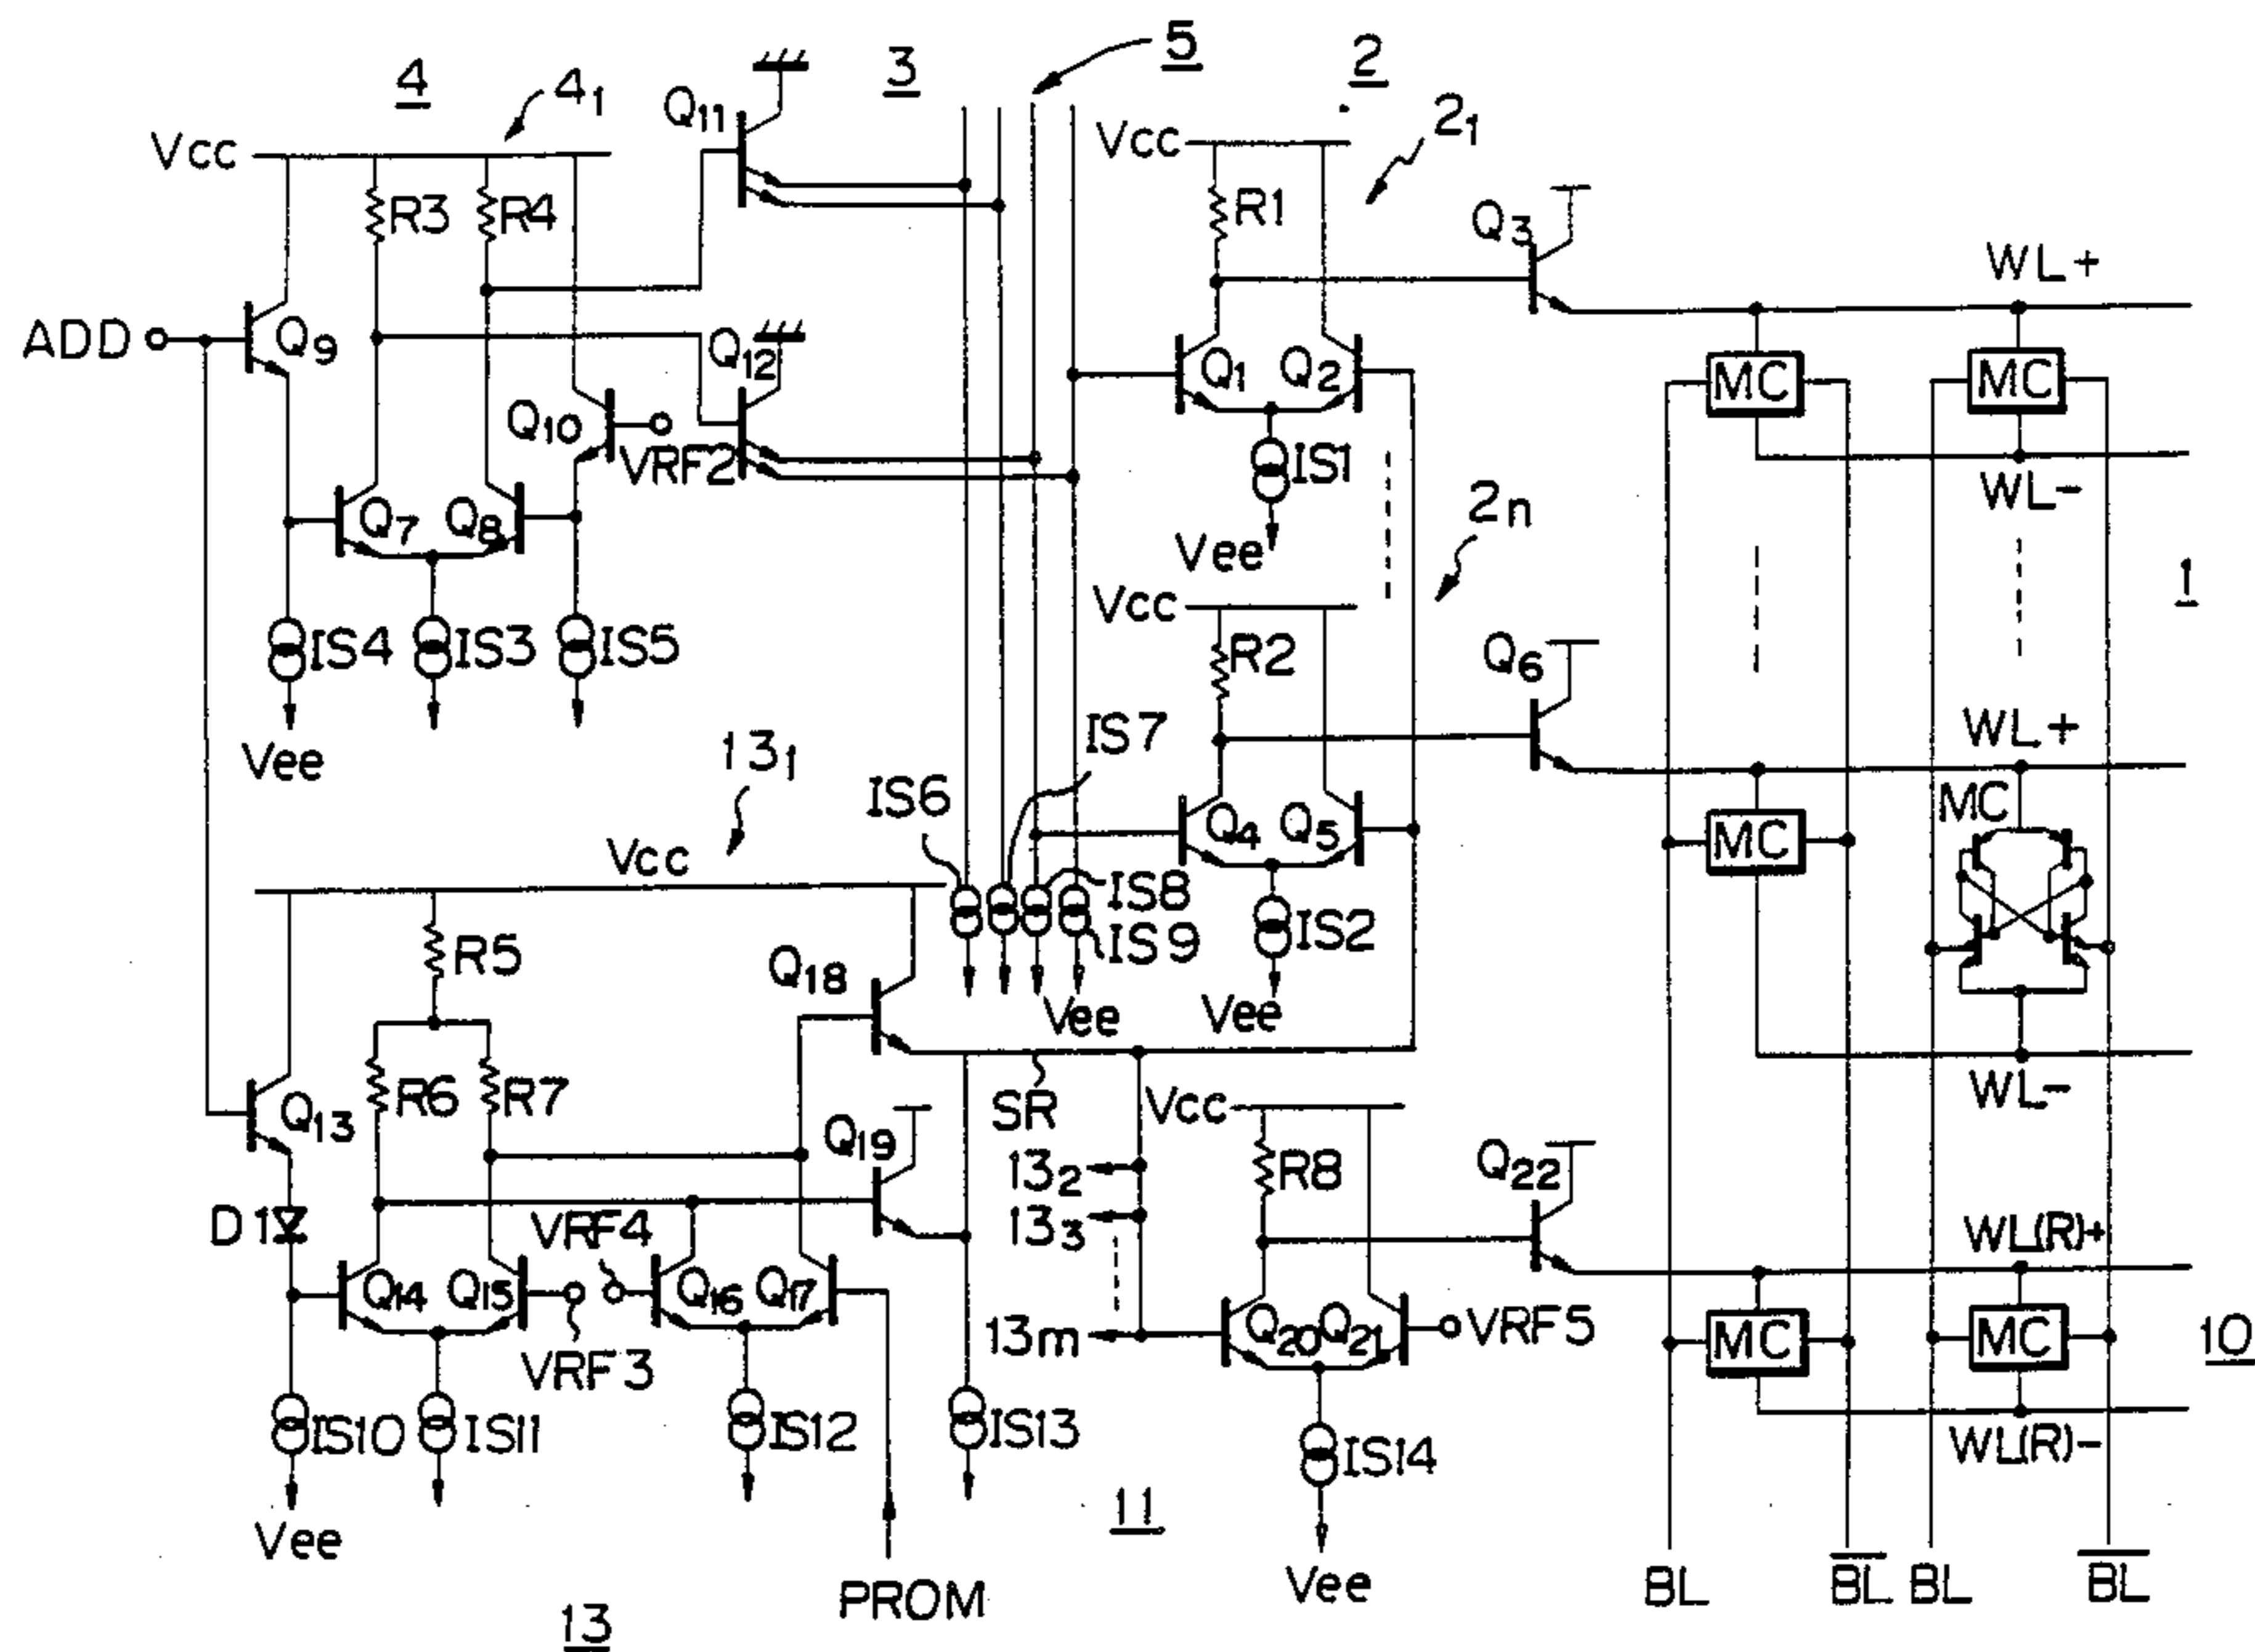 5
2
4
4₁
3
Q₁₁
Vcc
2₁
Vcc
R3
R4
R1
Q₃
WL+
ADD
Q₉
Q₁₂
Q₁
Q₂
MC
MC
Q₁₀
VRF2
IS1
WL-
Q₇
Q₈
2n
Vee
1
Vcc
IS4
IS3
IS5
R2
Q₆
WL+
IS7
Vee
13₁
IS6
MC
Q₄
Q₅
MC
Vcc
IS8
IS9
IS2
R5
Q₁₈
Vee
Vee
R6
R7
SR
Vcc
WL-
Q₁₃
Q₁₉
13₂
R8
Q₂₂
D1
VRF4
13₃
WL(R)+
Q₁₄
Q₁₅
Q₁₆
Q₁₇
13m
Q₂₀
Q₂₁
VRF5
MC
MC
10
VRF3
IS10
IS11
IS12
IS13
IS14
WL(R)-
11
Vee
PROM
Vee
BL
B̅L̅
BL
B̅L̅
13